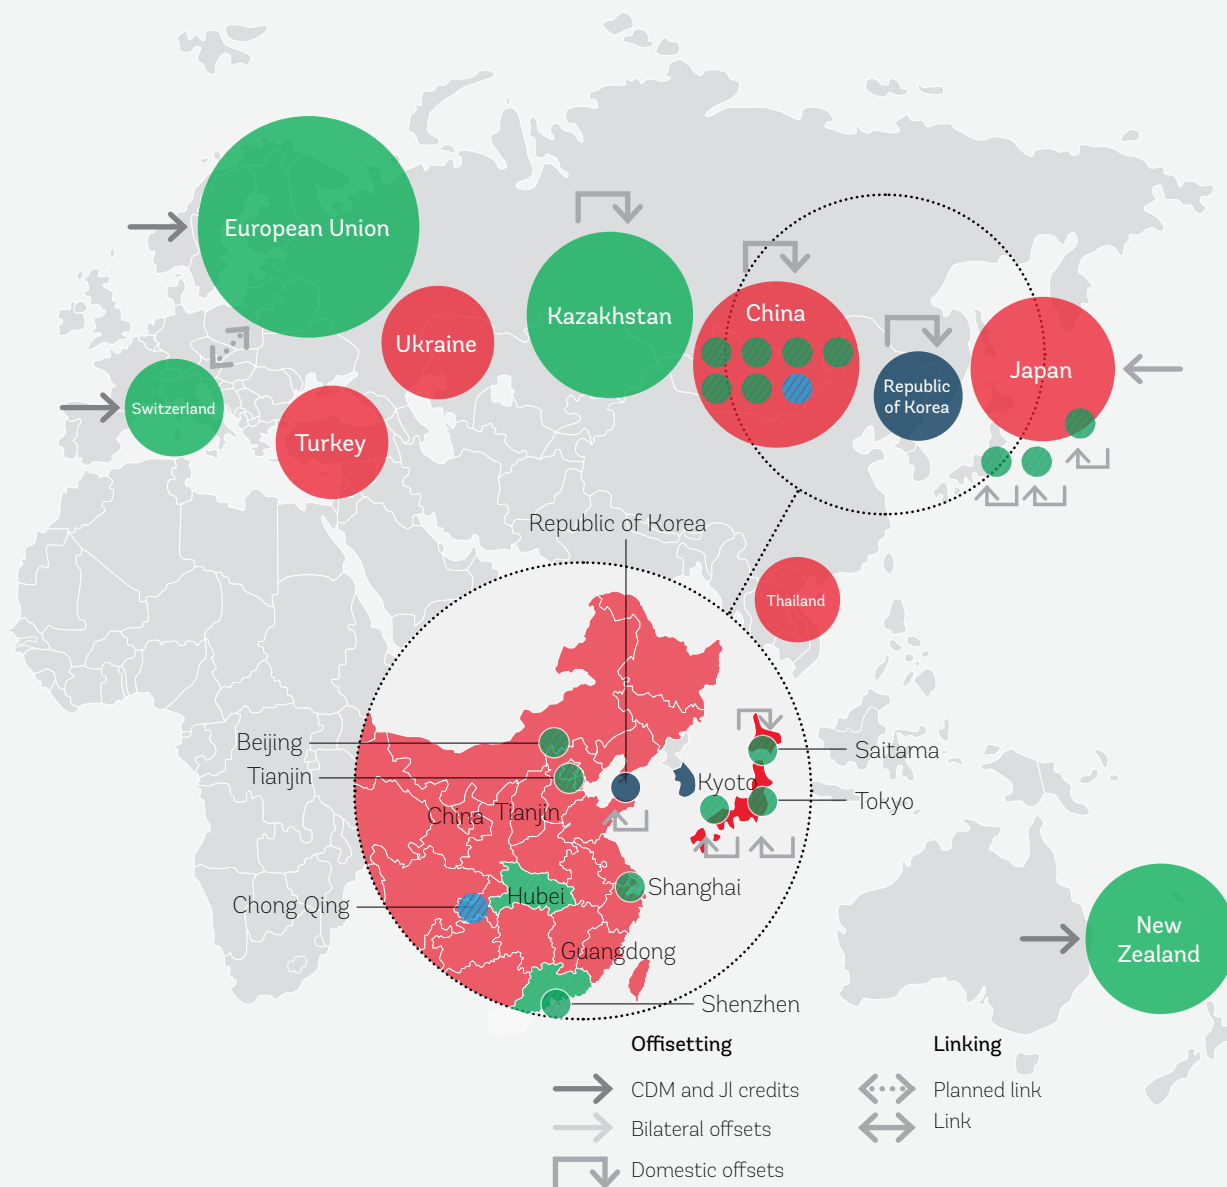 European Union
Kazakhstan
China
Ukraine
Japan
Republic
of Korea
Switzerland
Turkey
Republic of Korea
Thailand
Beijing
Saitama
Tianjin
Kyoto
China
Tianjin
Tokyo
Shanghai
Hubei
Chong Qing
New
Zealand
Guangdong
Shenzhen
Offisetting
Linking
CDM and JI credits
Planned link
Bilateral offsets
Link
Domestic offsets